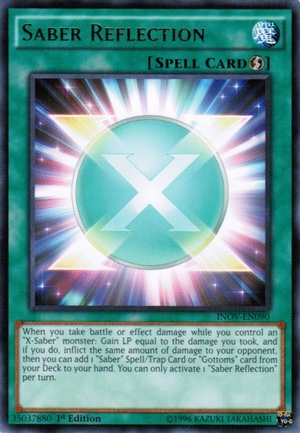 SABER REFLECTION
[SPELL CARD]
X
INOV-EN090
When you take battle or effect damage while you control an
"X-Saber" monster: Gain LP equal to the damage you took, and
if you do, inflict the same amount of damage to your opponent,
then you can add 1 "Saber" Spell/Trap Card or "Gottoms" card from
your Deck to your hand. You can only activate 1 "Saber Reflection"
per turn.
35037880
1st Edition
©1996 KAZUKI TAKAHASHI